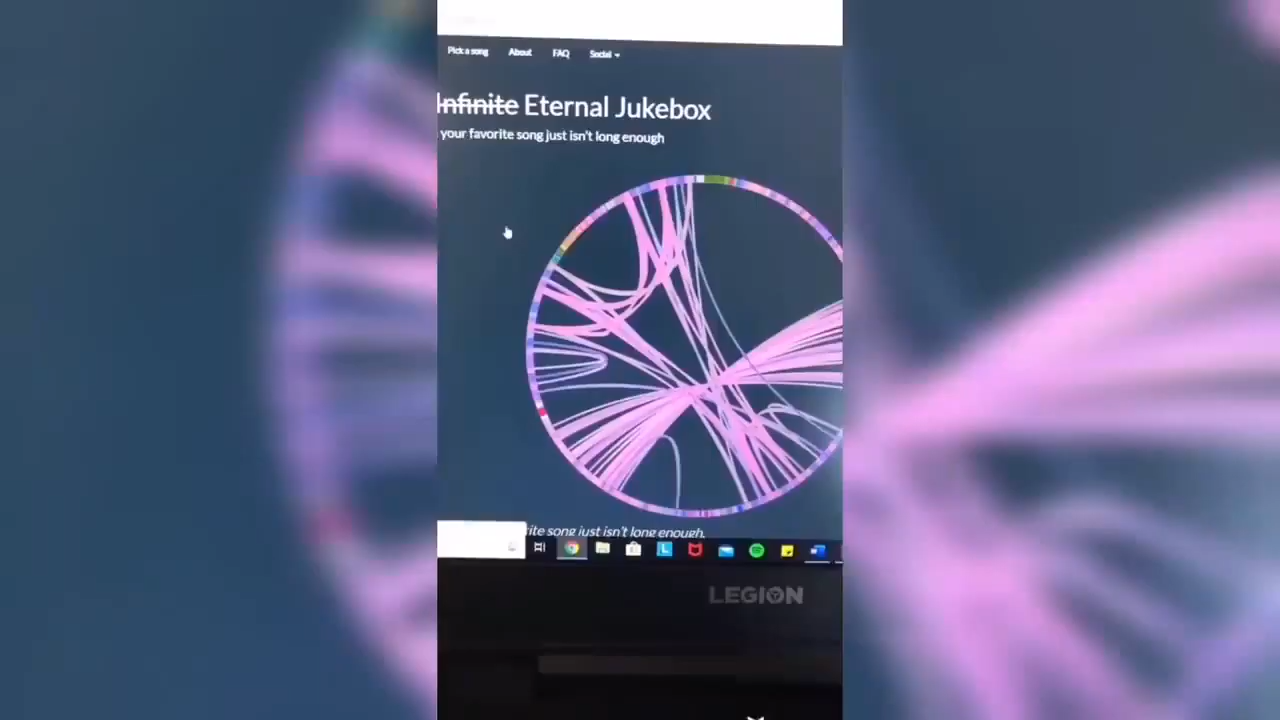 Pick a song About FAQ Social
Infinite Eternal Jukebox
your favorite song just isn't long enough
rite song just isn't long enough.
LEGION